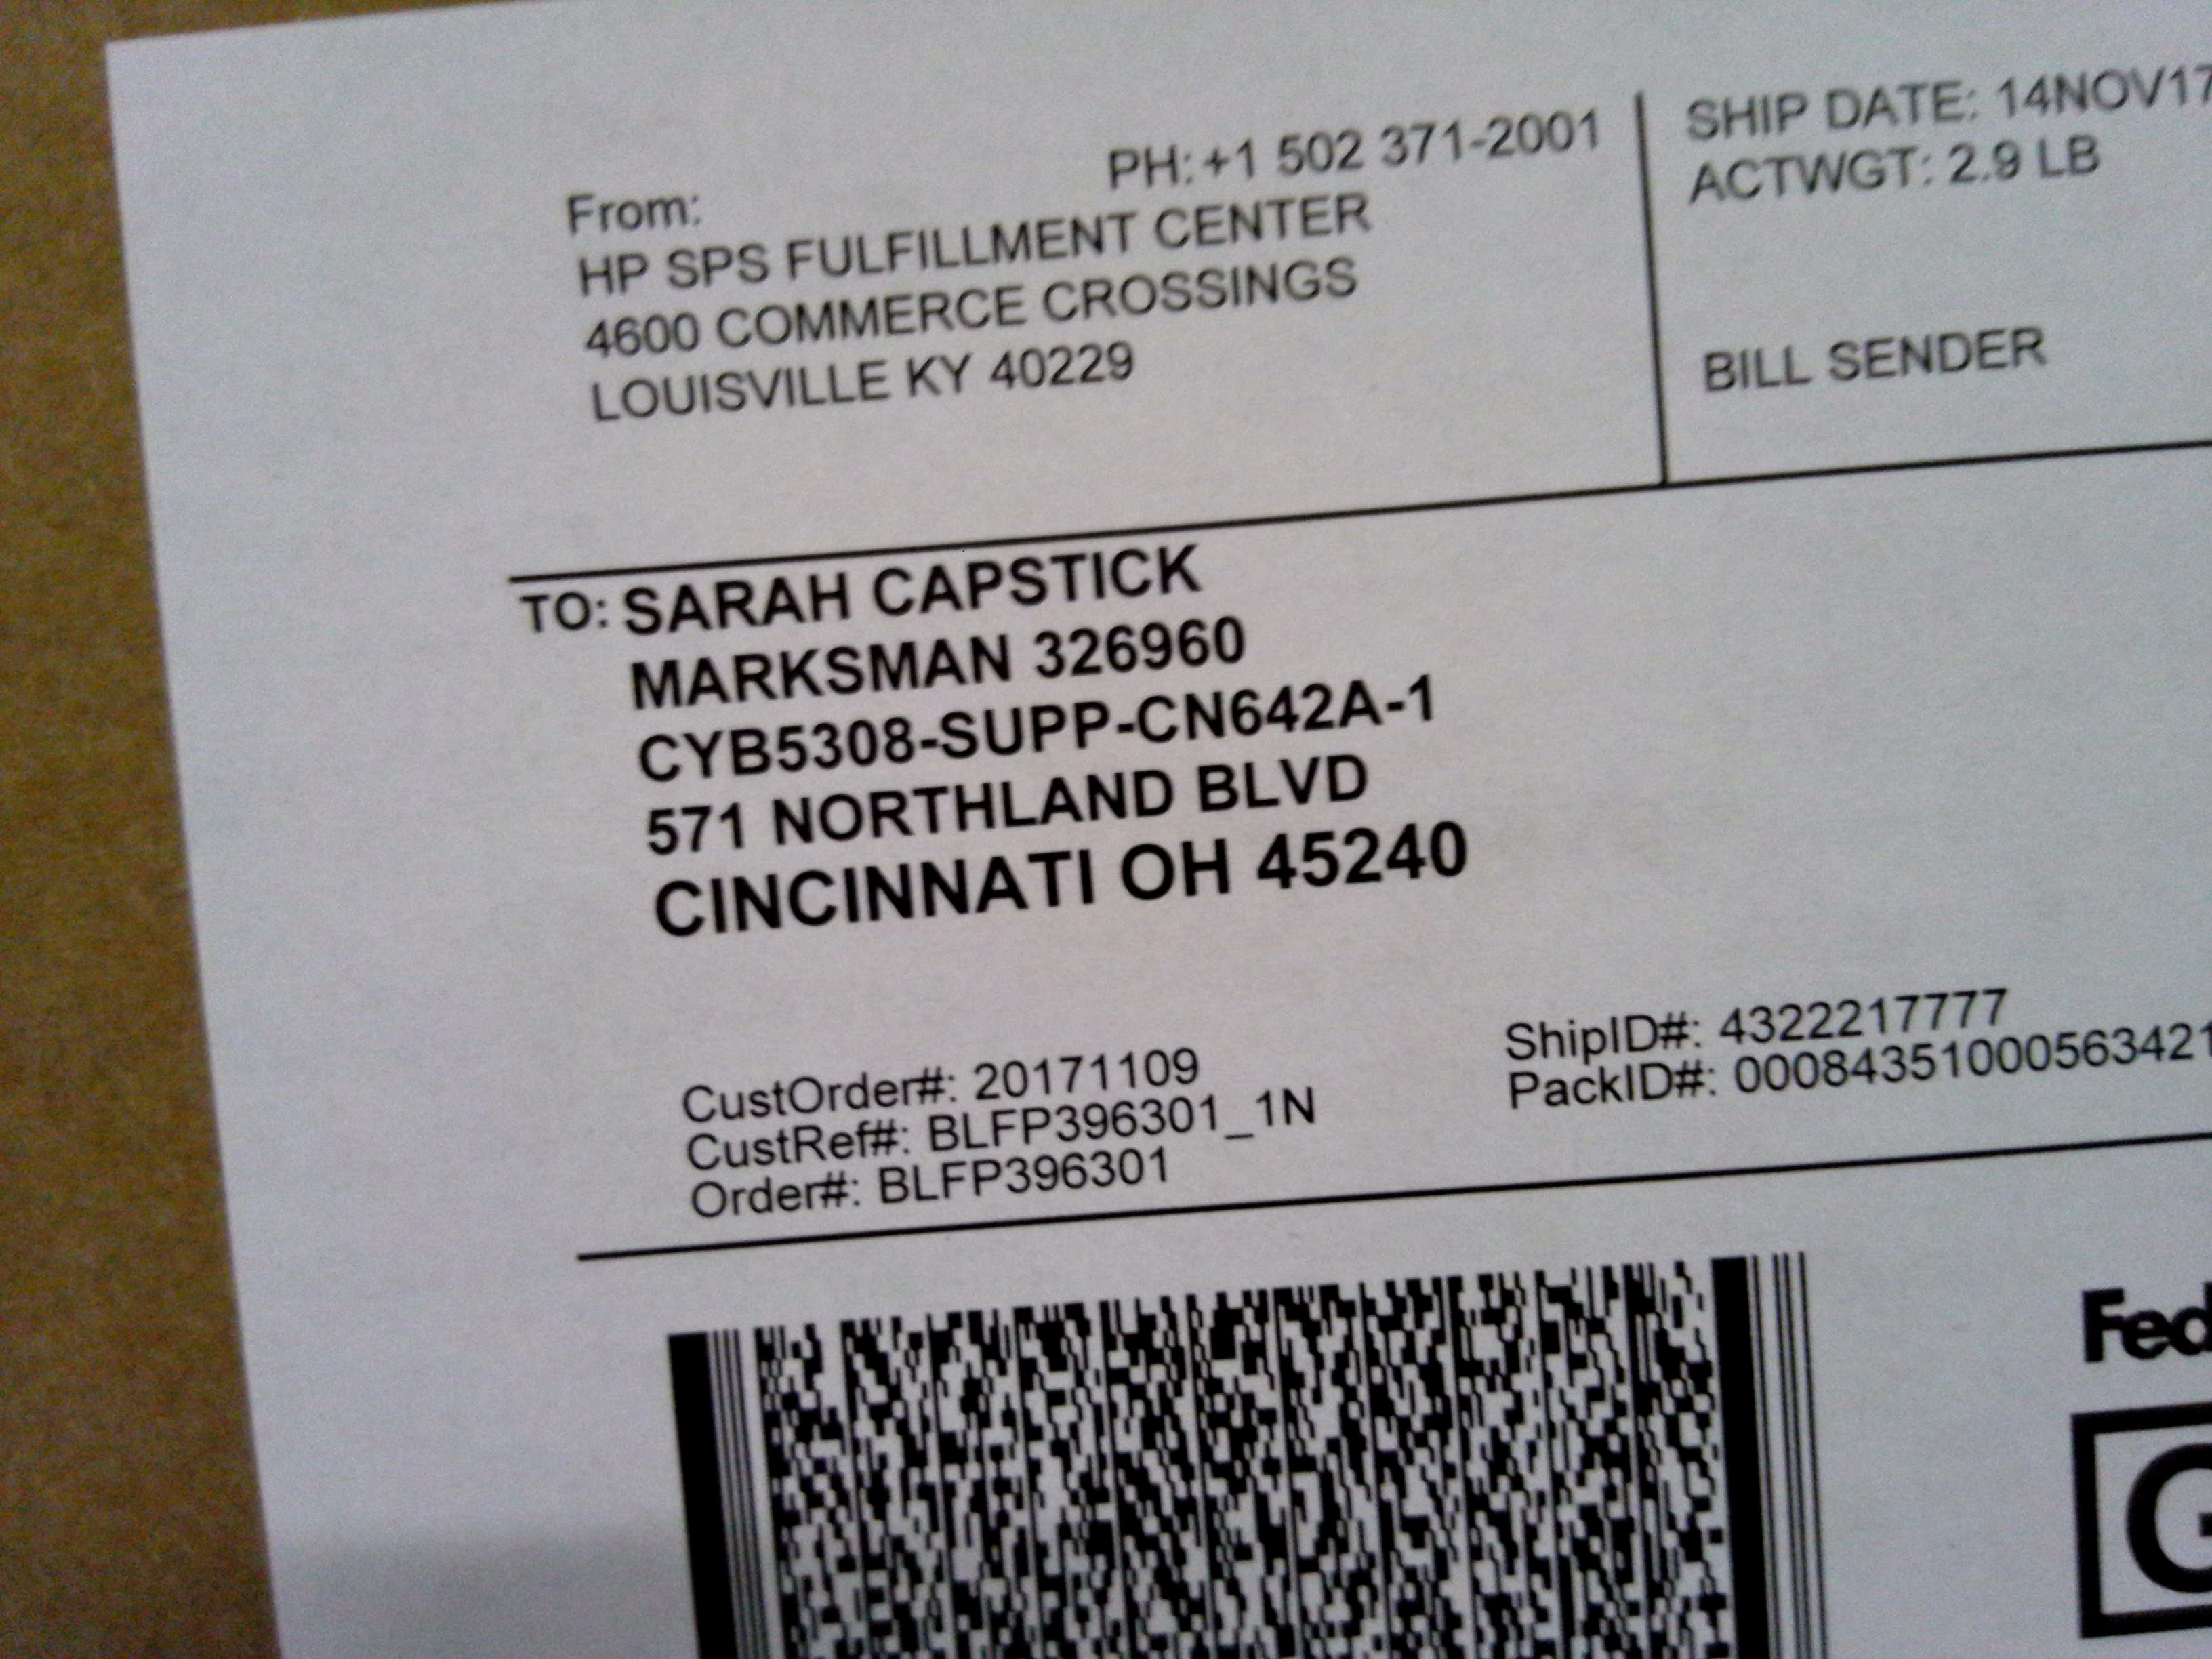 PH: +1 502 371-2001
From:
HP SPS FULFILLMENT CENTER
4600 COMMERCE CROSSINGS
LOUISVILLE KY 40229
SHIP DATE: 14NOV17
ACTWGT: 2.9 LB
BILL SENDER
TO: SARAH CAPSTICK
MARKSMAN 326960
CYB5308-SUPP-CN642A-1
571 NORTHLAND BLVD
CINCINNATI OH 45240
CustOrder#: 20171109
CustRef#: BLFP396301_1N
Order#: BLFP396301
ShipID#: 4322217777
PackID#: 00084351000563421
Fed
G